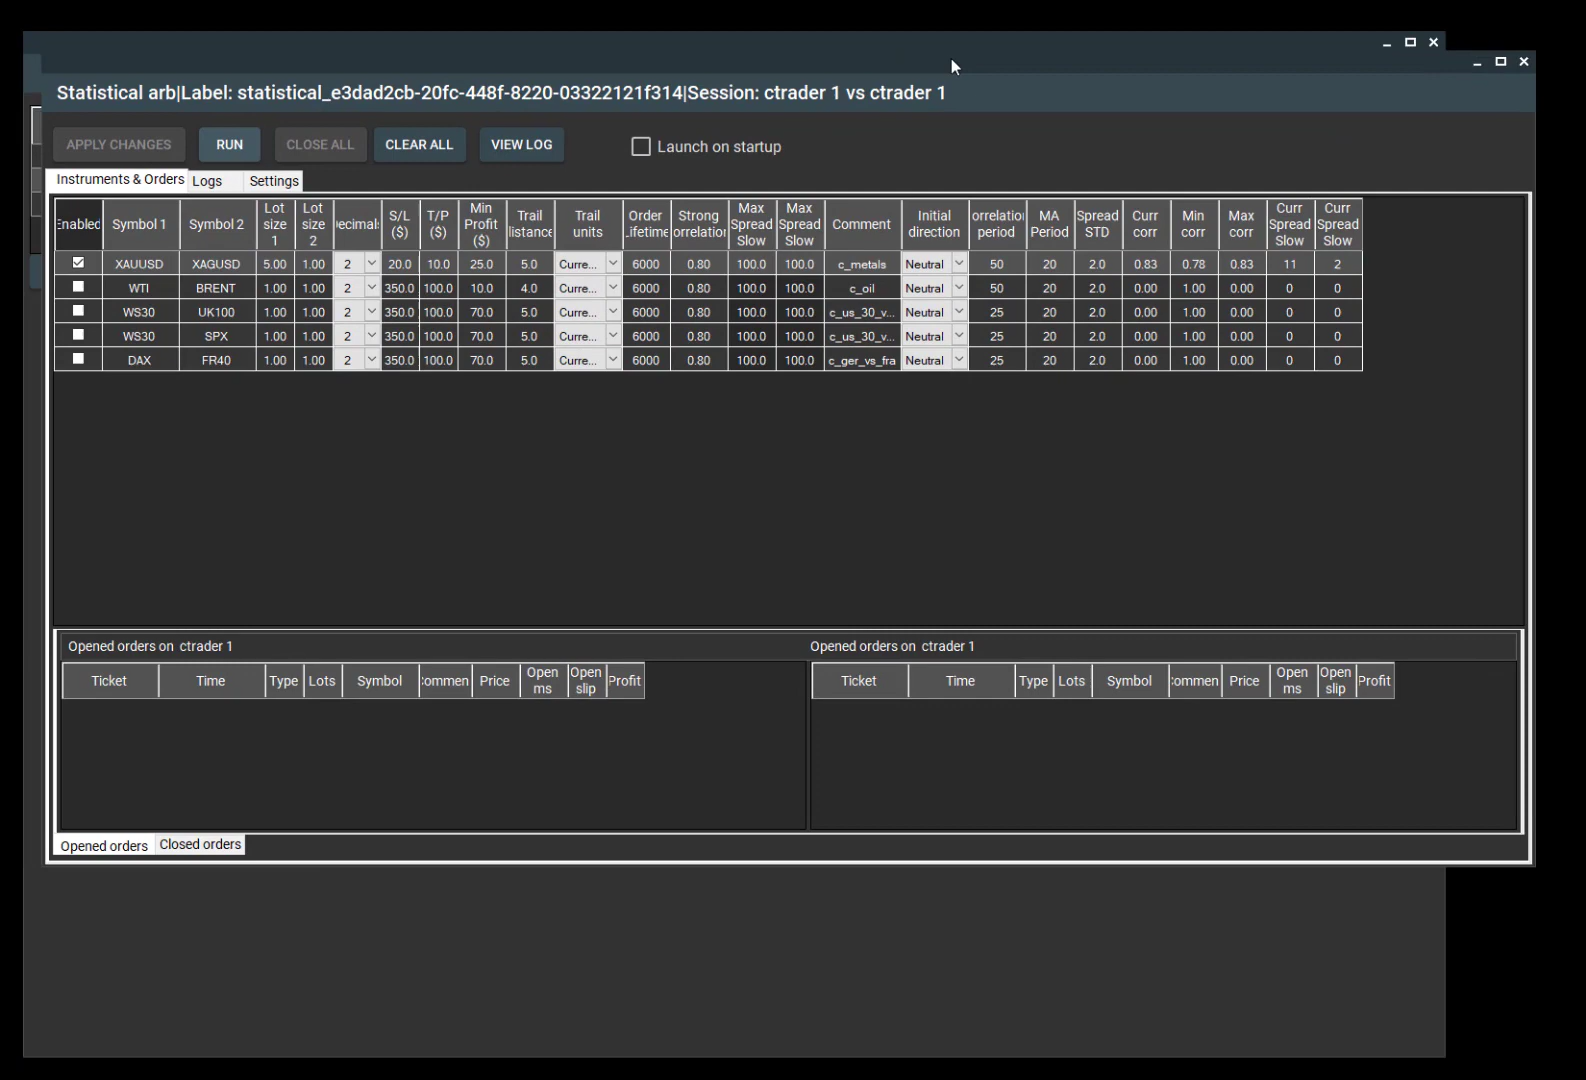 Statistical arb|Label: statistical_e3dad2cb-20fc-448f-8220-03322121f314|Session: ctrader 1 vs ctrader 1
APPLY CHANGES RUN CLOSE ALL CLEAR ALL VIEW LOG Launch on startup
Instruments & Orders Logs Settings
Enabled Symbol 1 Symbol 2 Lot size 1 Lot size 2 ecimal S/L ($) T/P ($) Min Profit ($) Trail listance Trail units Order Lifetime Strong orrelatio Max Spread Slow Max Spread Slow Comment Initial direction orrelatio period MA Period Spread STD Curr corr Min corr Max corr Curr Spread Slow Curr Spread Slow
XAUUSD XAGUSD 5.00 1.00 2 20.0 10.0 25.0 5.0 Curre... 6000 0.80 100.0 100.0 c_metals Neutral 50 20 2.0 0.83 0.78 0.83 11 2
WTI BRENT 1.00 1.00 2 350.0 100.0 10.0 4.0 Curre... 6000 0.80 100.0 100.0 c_oil Neutral 50 20 2.0 0.00 1.00 0.00 0 0
WS30 UK100 1.00 1.00 2 350.0 100.0 70.0 5.0 Curre... 6000 0.80 100.0 100.0 c_us_30_v... Neutral 25 20 2.0 0.00 1.00 0.00 0 0
WS30 SPX 1.00 1.00 2 350.0 100.0 70.0 5.0 Curre... 6000 0.80 100.0 100.0 c_us_30_v... Neutral 25 20 2.0 0.00 1.00 0.00 0 0
DAX FR40 1.00 1.00 2 350.0 100.0 70.0 5.0 Curre... 6000 0.80 100.0 100.0 c_ger_vs_fra Neutral 25 20 2.0 0.00 1.00 0.00 0 0
Opened orders on ctrader 1
Ticket Time Type Lots Symbol ommen Price Open ms Open slip Profit
Opened orders on ctrader 1
Ticket Time Type Lots Symbol ommen Price Open ms Open slip Profit
Opened orders Closed orders